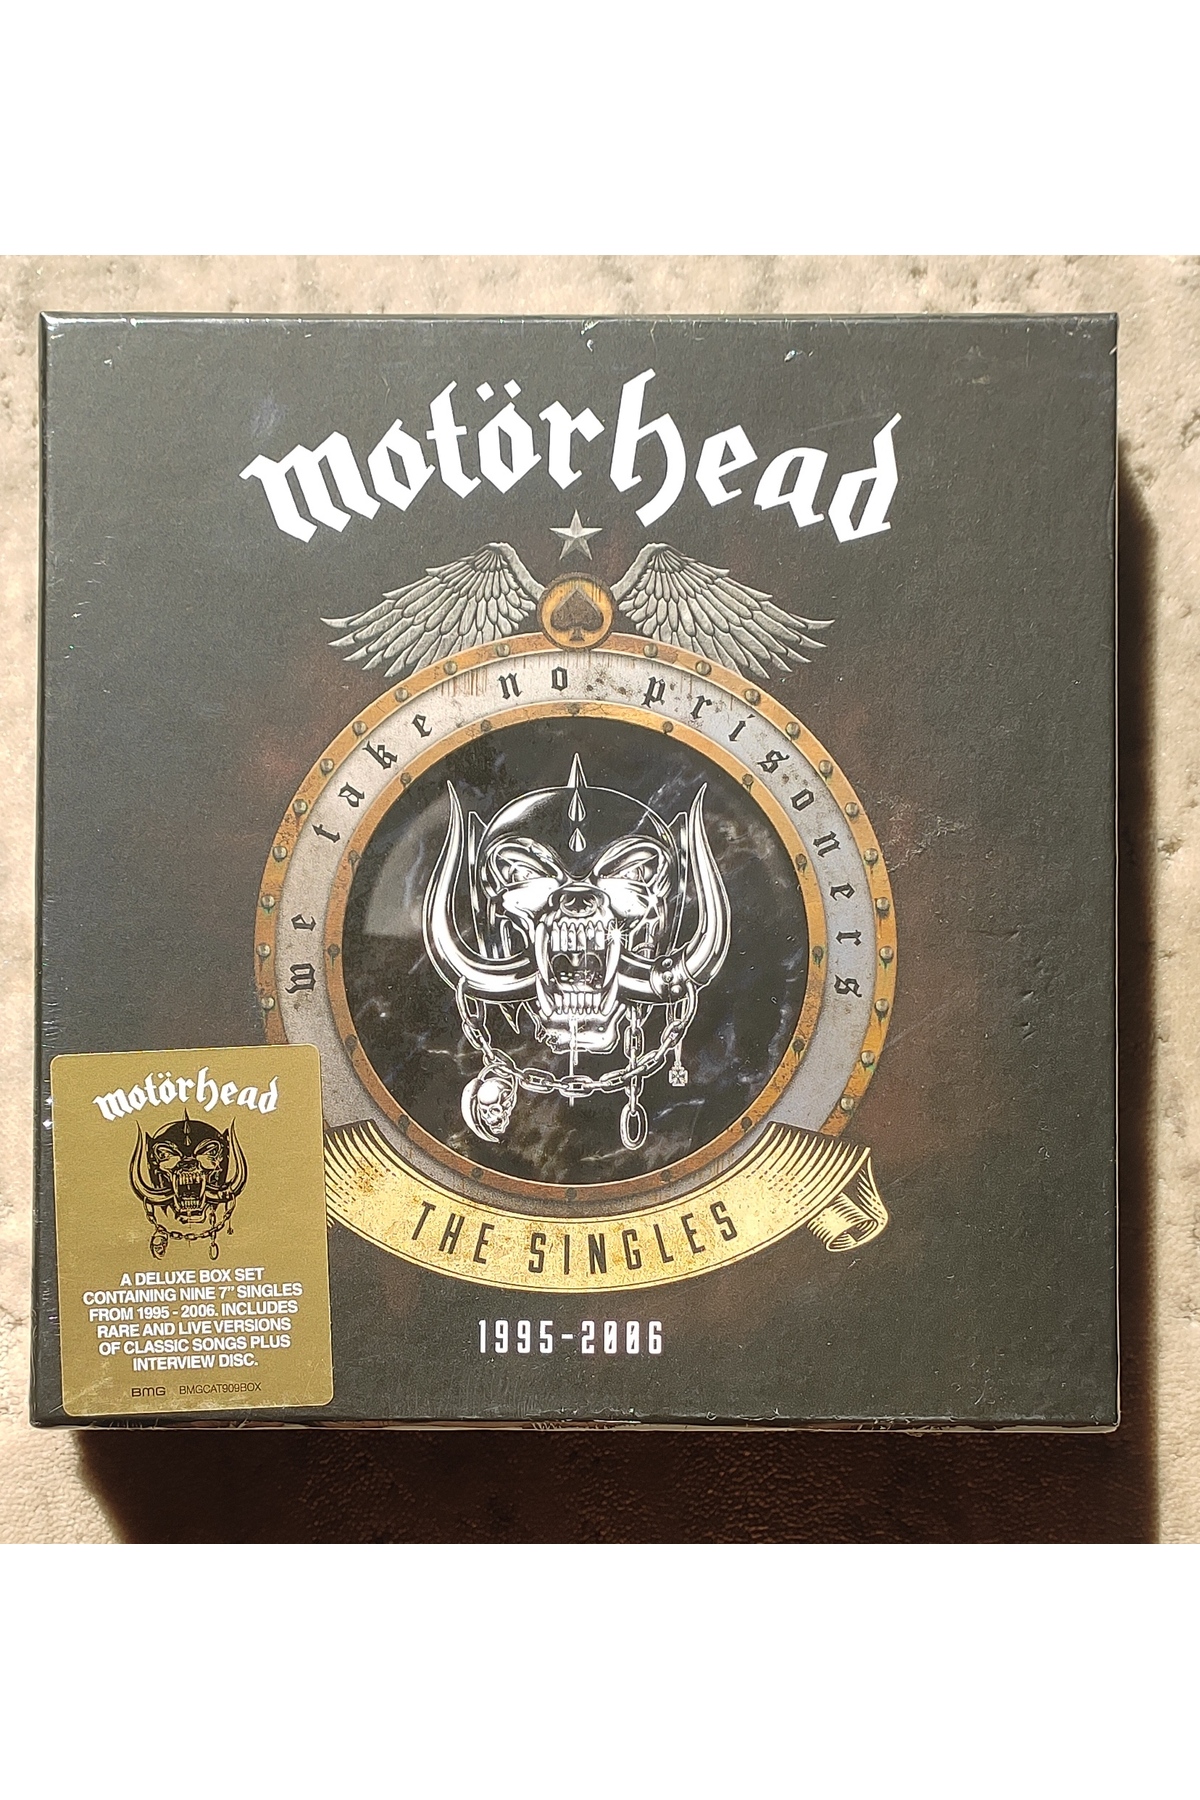 motörhead
we take no prisoners
THE SINGLES
1995-2006
motörhead
A DELUXE BOX SET
CONTAINING NINE 7" SINGLES
FROM 1995 - 2006. INCLUDES
RARE AND LIVE VERSIONS
OF CLASSIC SONGS PLUS
INTERVIEW DISC.
BMG BMGCAT909BOX